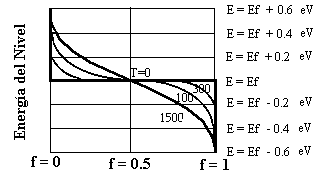 E = Ef + 0.6 eV
E = Ef + 0.4 eV
E = Ef + 0.2 eV
T=0
E = Ef
300
100
E = Ef - 0.2 eV
1500
E = Ef - 0.4 eV
E = Ef - 0.6 eV
Energía del Nivel
f = 0 f = 0.5 f = 1